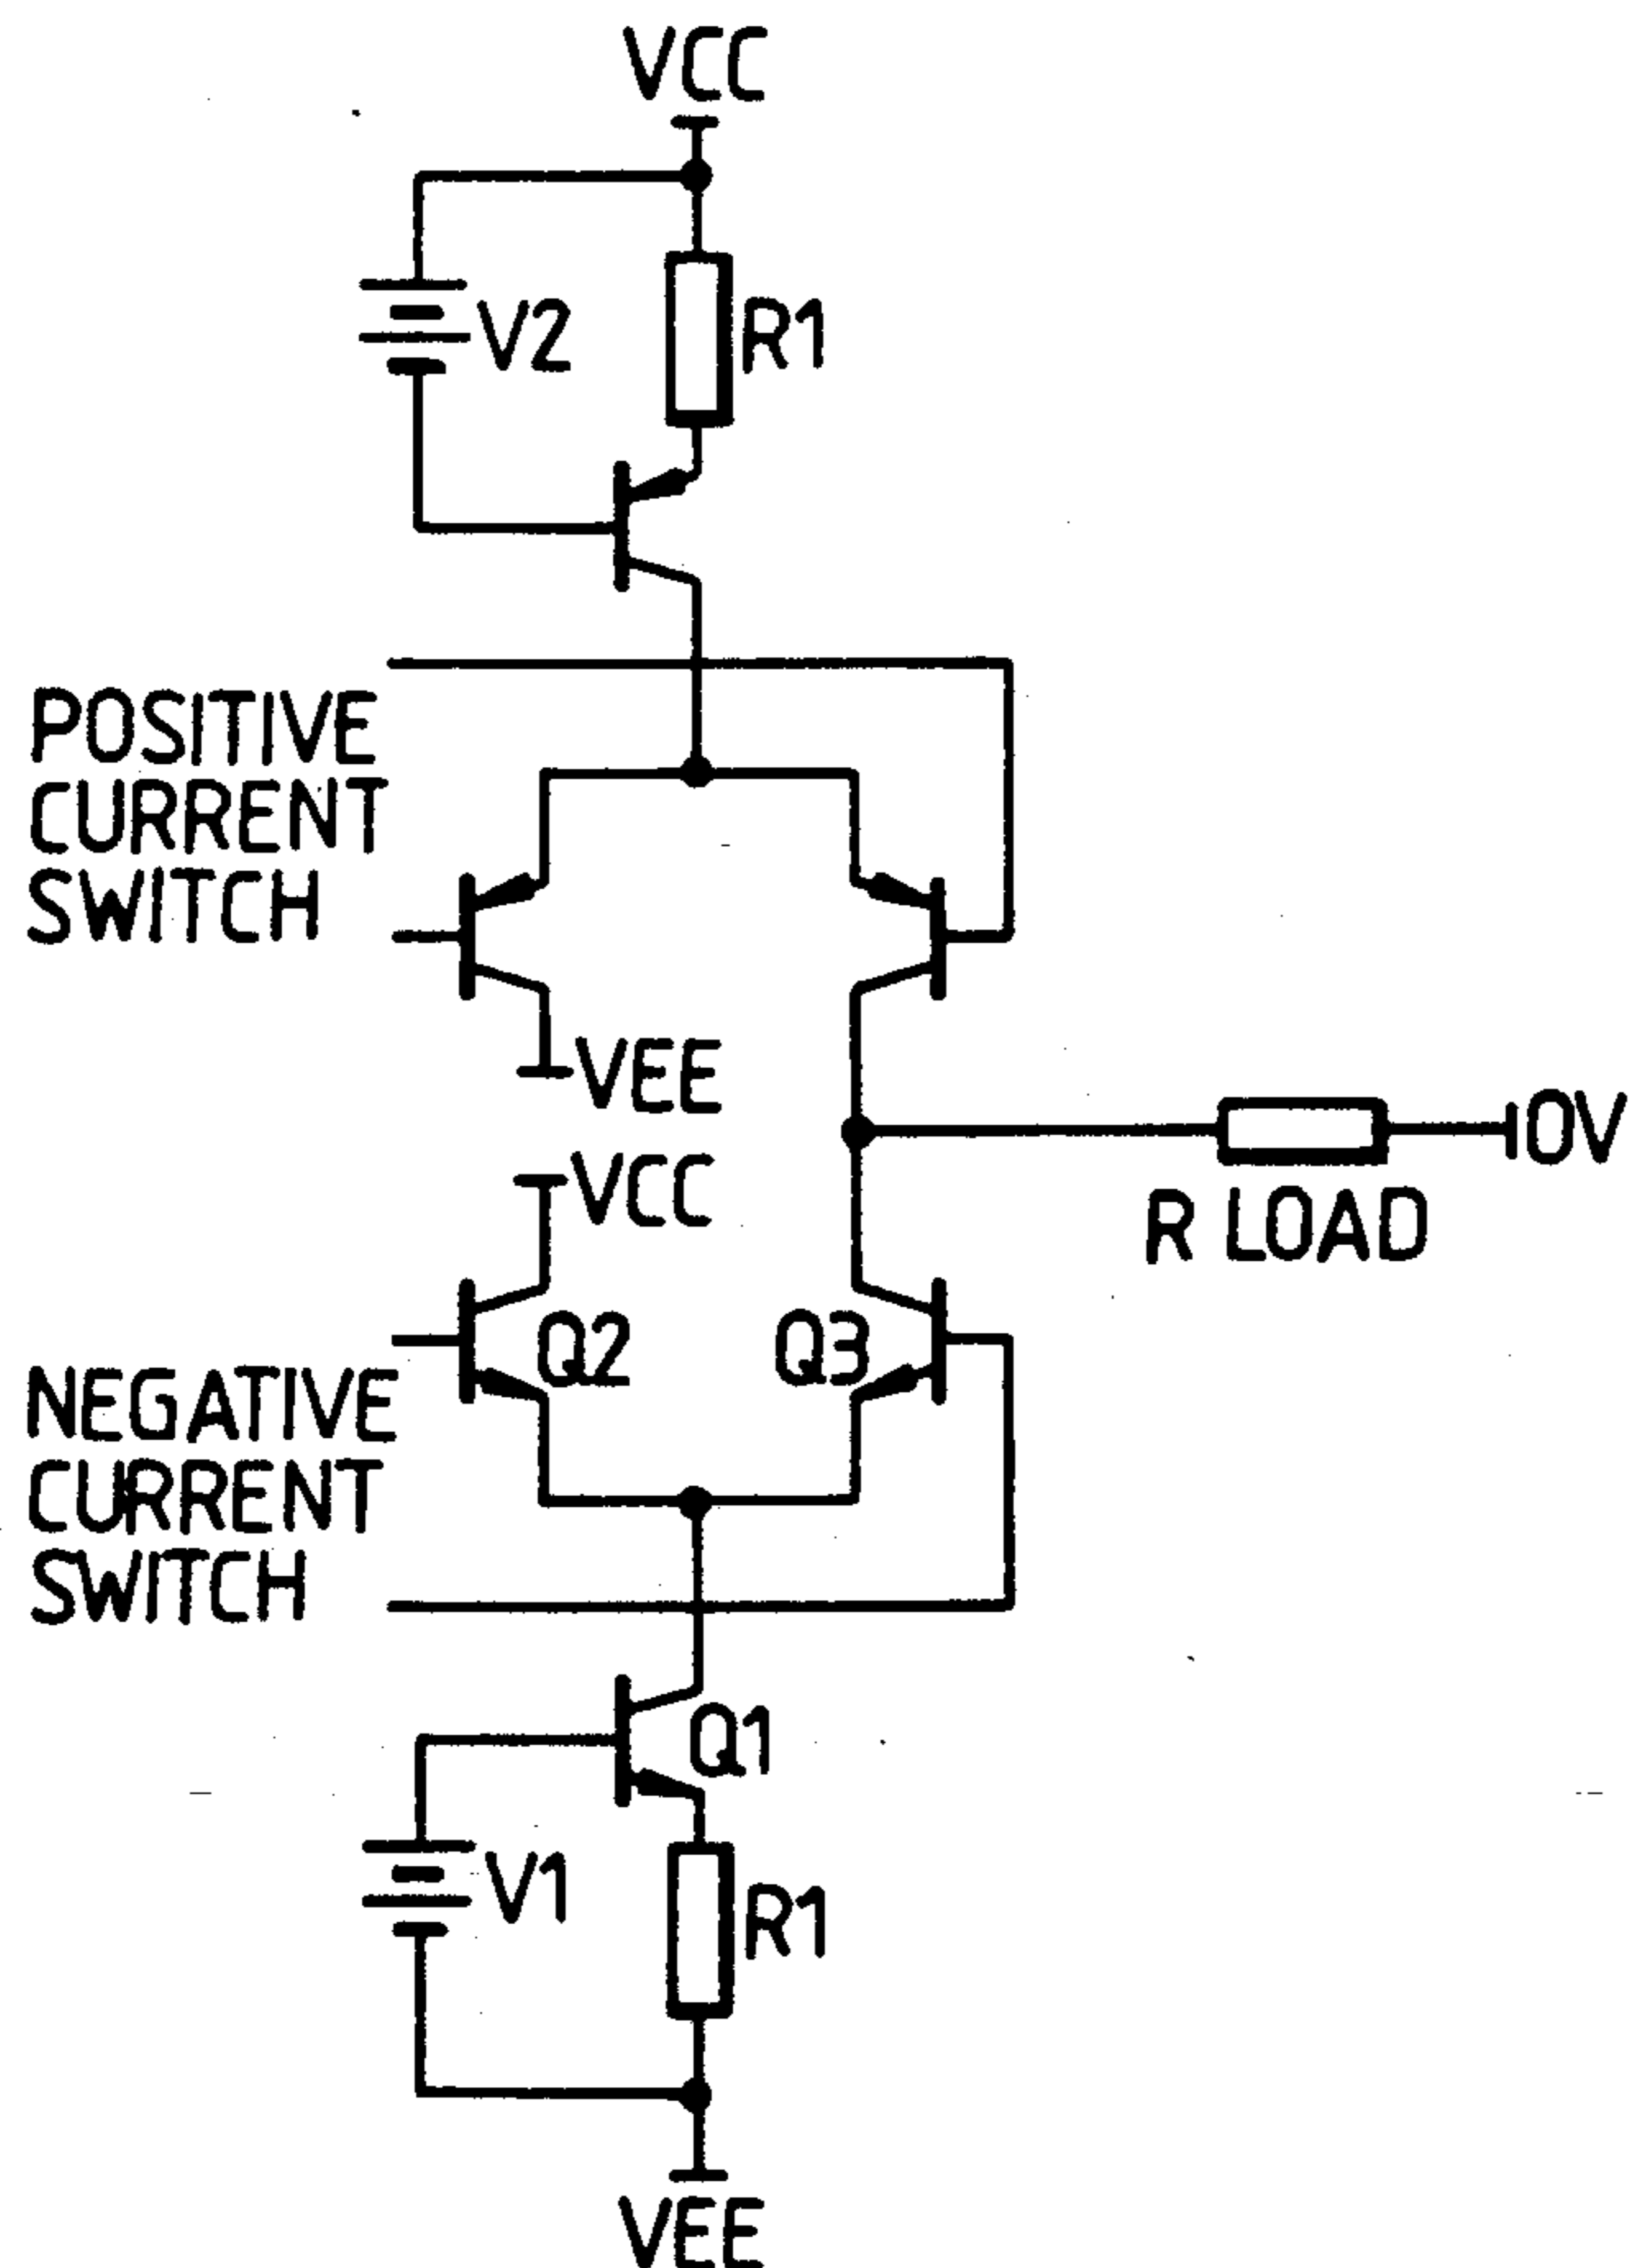 VCC
V2
R1
POSITIVE
CURRENT
SWITCH
VEE
0V
R LOAD
VCC
Q2
Q3
NEGATIVE
CURRENT
SWITCH
Q1
V1
R1
VEE